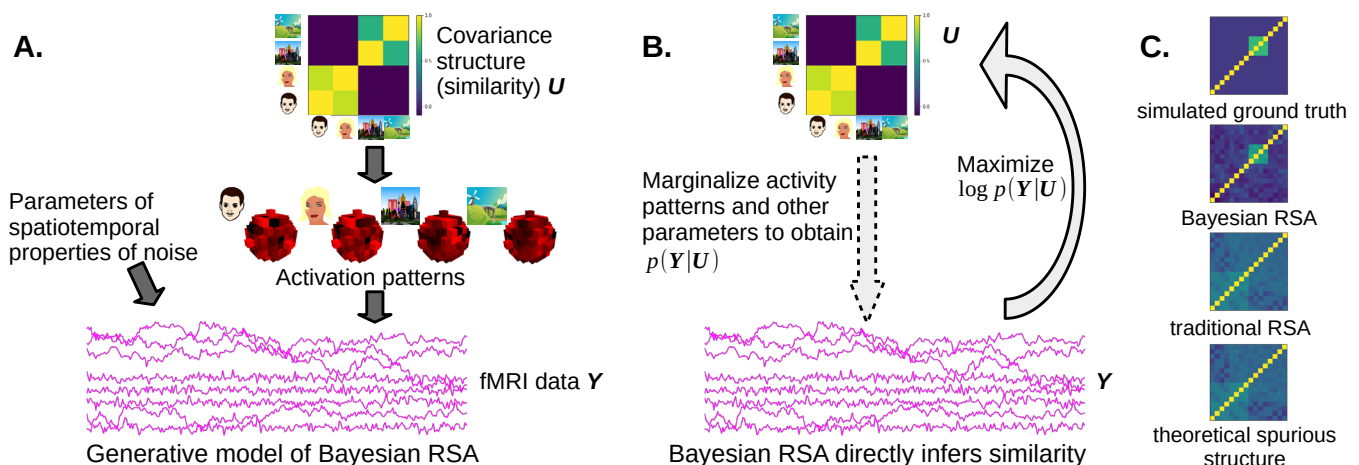 A.
1.0
0.5
0.0
Covariance
structure
(similarity) U
Parameters of
spatiotemporal
properties of noise
Activation patterns
fMRI data Y
Generative model of Bayesian RSA
B.
1.0
0.5
0.0
U
Marginalize activity
patterns and other
parameters to obtain
p(Y|U)
Maximize
log p(Y|U)
Y
Bayesian RSA directly infers similarity
C.
simulated ground truth
Bayesian RSA
traditional RSA
theoretical spurious
structure